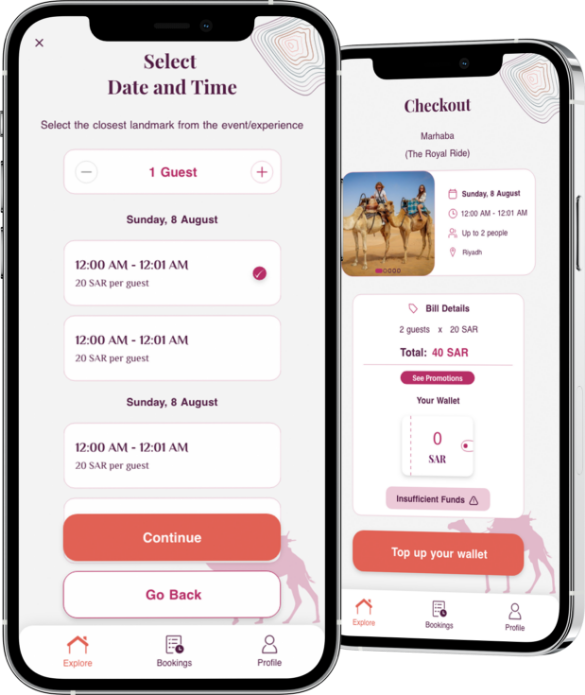 Select
Date and Time
Select the closest landmark from the event/experience
1 Guest
Sunday, 8 August
12:00 AM - 12:01 AM
20 SAR per guest
12:00 AM - 12:01 AM
20 SAR per guest
Sunday, 8 August
12:00 AM - 12:01 AM
20 SAR per guest
Continue
Go Back
Explore
Bookings
Profile
Checkout
Marhaba
(The Royal Ride)
Sunday, 8 August
12:00 AM - 12:01 AM
Up to 2 people
Riyadh
Bill Details
2 guests x 20 SAR
Total: 40 SAR
See Promotions
Your Wallet
0
SAR
Insufficient Funds
Top up your wallet
Explore
Bookings
Profile